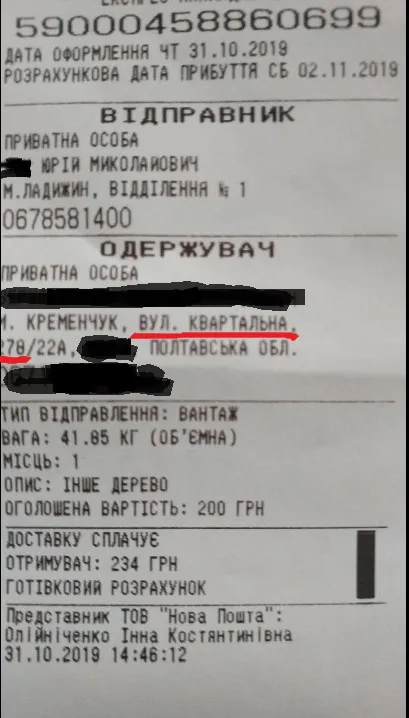 59000458860699
ДАТА ОФОРМЛЕННЯ ЧТ 31.10.2019
РОЗРАХУНКОВА ДАТА ПРИБУТТЯ СБ 02.11.2019
ВІДПРАВНИК
ПРИВАТНА ОСОБА
ЮРІЙ МИКОЛАЙОВИЧ
М.ЛАДИЖИН, ВІДДІЛЕННЯ № 1
0678581400
ОДЕРЖУВАЧ
ПРИВАТНА ОСОБА
М. КРЕМЕНЧУК, ВУЛ. КВАРТАЛЬНА,
278/22А, ПОЛТАВСЬКА ОБЛ.
ТИП ВІДПРАВЛЕННЯ: ВАНТАЖ
ВАГА: 41.85 КГ (ОБ'ЄМНА)
МІСЦЬ: 1
ОПИС: ІНШЕ ДЕРЕВО
ОГОЛОШЕНА ВАРТІСТЬ: 200 ГРН
ДОСТАВКУ СПЛАЧУЄ
ОТРИМУВАЧ: 234 ГРН
ГОТІВКОВИЙ РОЗРАХУНОК
Представник ТОВ "Нова Пошта":
Олійніченко Інна Костянтинівна
31.10.2019 14:46:12